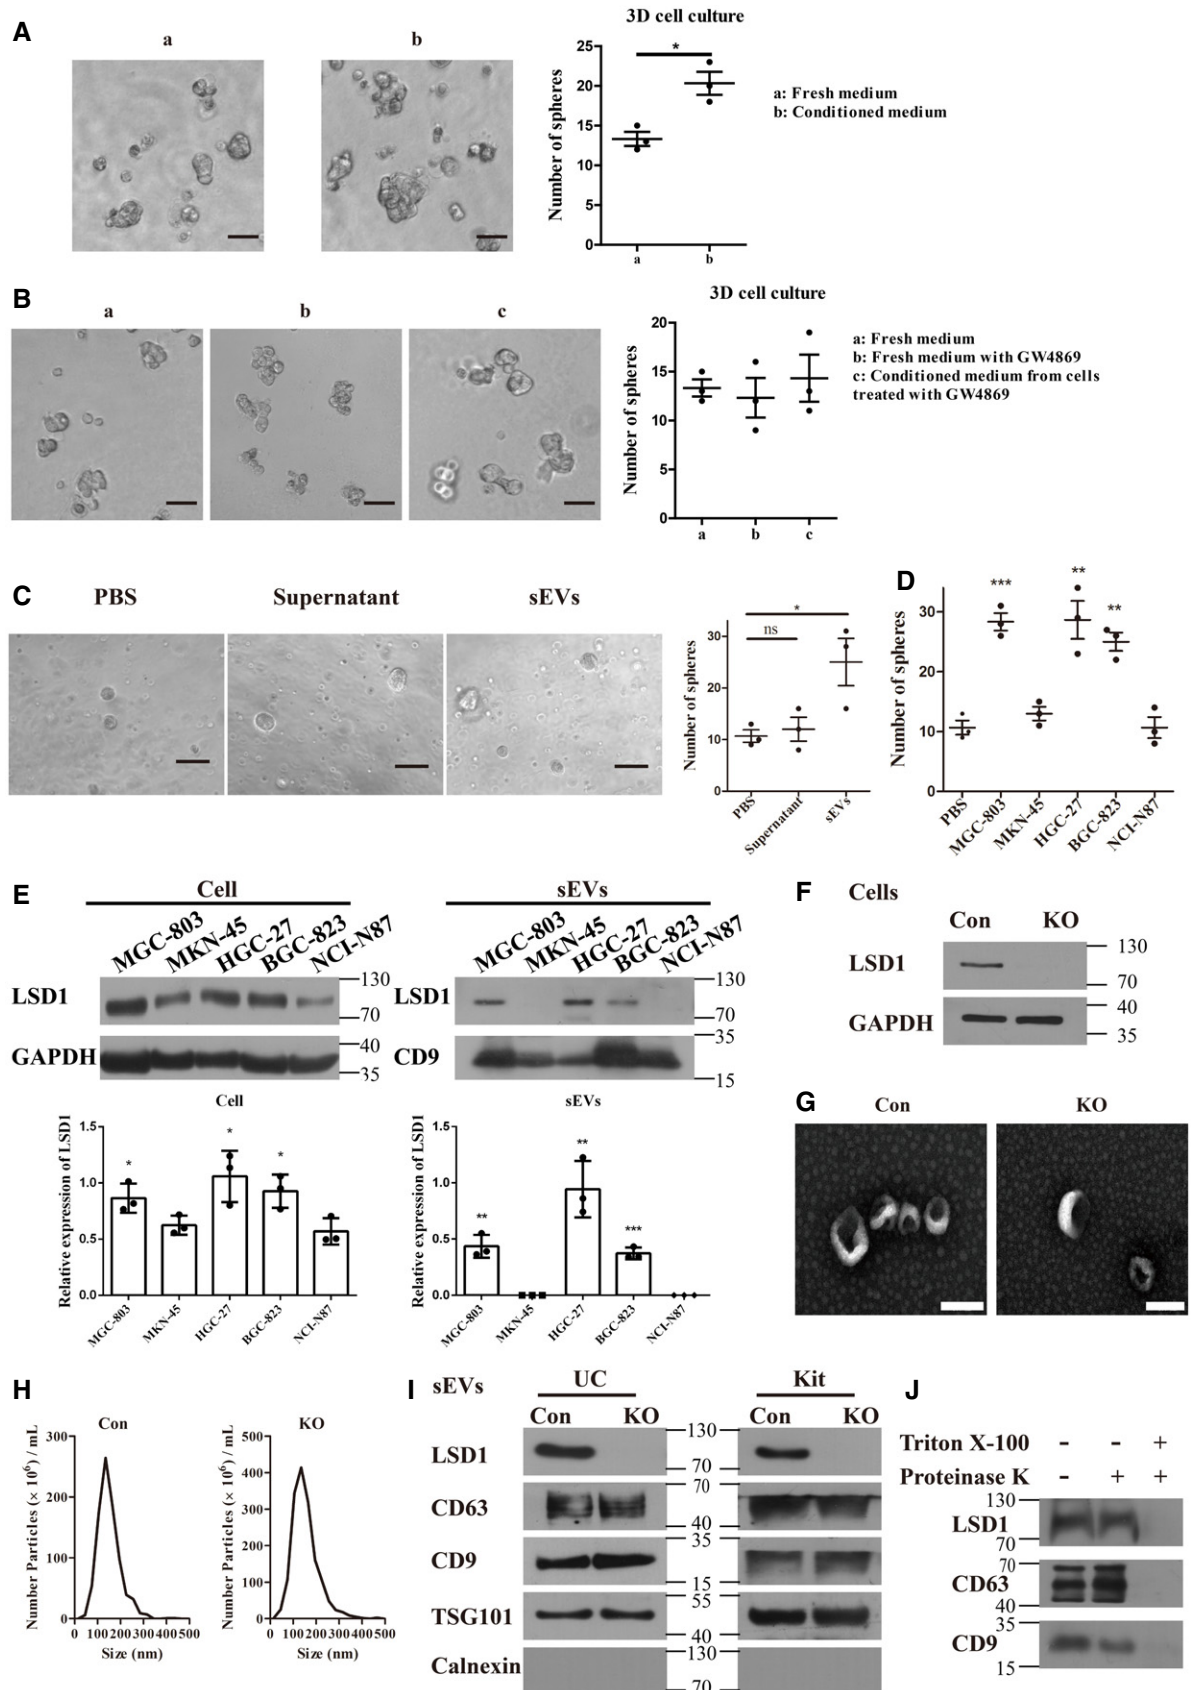 A
a
b
3D cell culture
Number of spheres
25
20
15
10
5
0
*
a
b
a: Fresh medium
b: Conditioned medium
B
a
b
c
3D cell culture
Number of spheres
20
15
10
5
0
a
b
c
a: Fresh medium
b: Fresh medium with GW4869
c: Conditioned medium from cells
treated with GW4869
C
PBS
Supernatant
sEVs
Number of spheres
30
20
10
0
*
ns
PBS
Supernatant
sEVs
D
Number of spheres
30
20
10
0
***
**
**
PBS
MGC-803
MKN-45
HGC-27
BGC-823
NCI-N87
E
Cell
MGC-803
MKN-45
HGC-27
BGC-823
NCI-N87
LSD1
130
70
GAPDH
40
35
sEVs
MGC-803
MKN-45
HGC-27
BGC-823
NCI-N87
LSD1
130
70
CD9
35
15
Cell
Relative expression of LSD1
1.5
1.0
0.5
0.0
*
*
*
MGC-803
MKN-45
HGC-27
BGC-823
NCI-N87
sEVs
Relative expression of LSD1
1.5
1.0
0.5
0.0
**
**
***
MGC-803
MKN-45
HGC-27
BGC-823
NCI-N87
F
Cells
Con
KO
LSD1
130
70
GAPDH
40
35
G
Con
KO
H
Con
Number Particles (× 10⁶) / mL
300
200
100
0
0 100 200 300 400 500
Size (nm)
KO
Number Particles (× 10⁶) / mL
500
400
300
200
100
0
0 100 200 300 400 500
Size (nm)
I
sEVs
UC
Kit
Con
KO
Con
KO
LSD1
130
70
CD63
70
40
CD9
35
15
TSG101
55
40
Calnexin
130
70
J
Triton X-100 - - +
Proteinase K - + +
LSD1
130
70
CD63
70
40
CD9
35
15